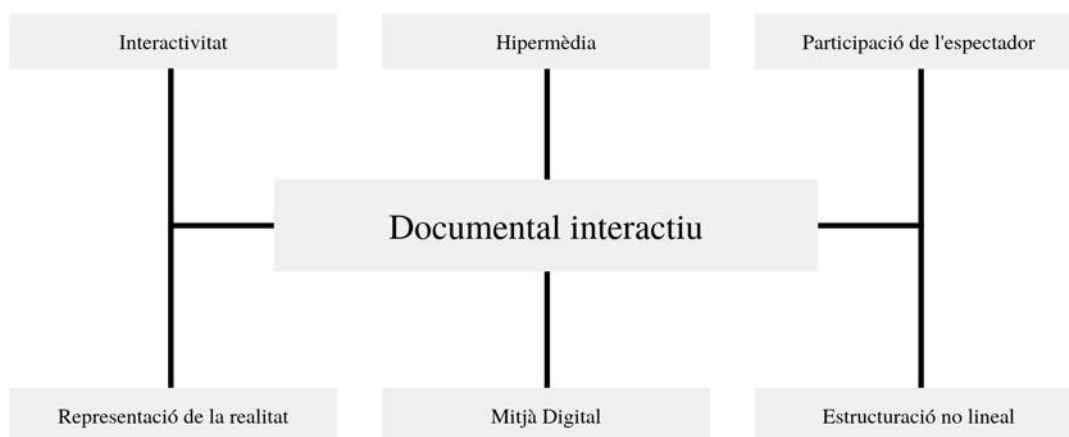 Interactivitat
Hipermèdia
Participació de l'espectador
Documental interactiu
Representació de la realitat
Mitjà Digital
Estructuració no lineal